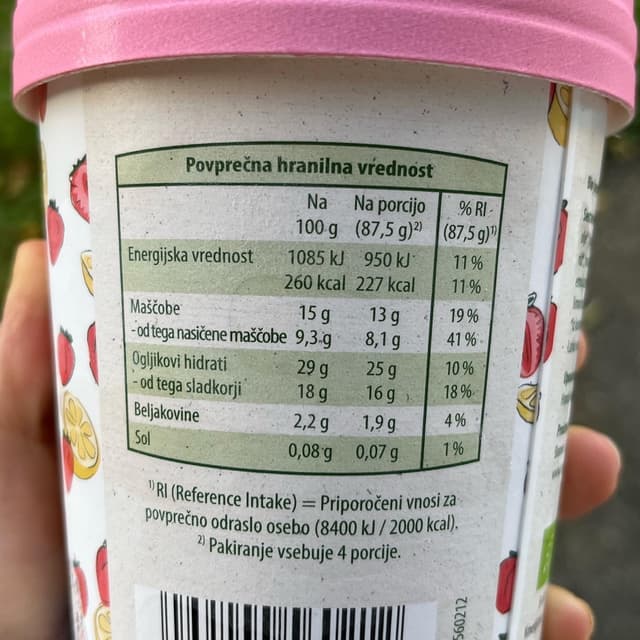 Povprečna hranilna vrednost
Na 100 g Na porcijo (87,5 g)²⁾ % RI (87,5 g)¹⁾
Energijska vrednost 1085 kJ 950 kJ 11 %
260 kcal 227 kcal 11 %
Maščobe 15 g 13 g 19 %
- od tega nasičene maščobe 9,3 g 8,1 g 41 %
Ogljikovi hidrati 29 g 25 g 10 %
- od tega sladkorji 18 g 16 g 18 %
Beljakovine 2,2 g 1,9 g 4 %
Sol 0,08 g 0,07 g 1 %
¹⁾ RI (Reference Intake) = Priporočeni vnosi za
povprečno odraslo osebo (8400 kJ / 2000 kcal).
²⁾ Pakiranje vsebuje 4 porcije.